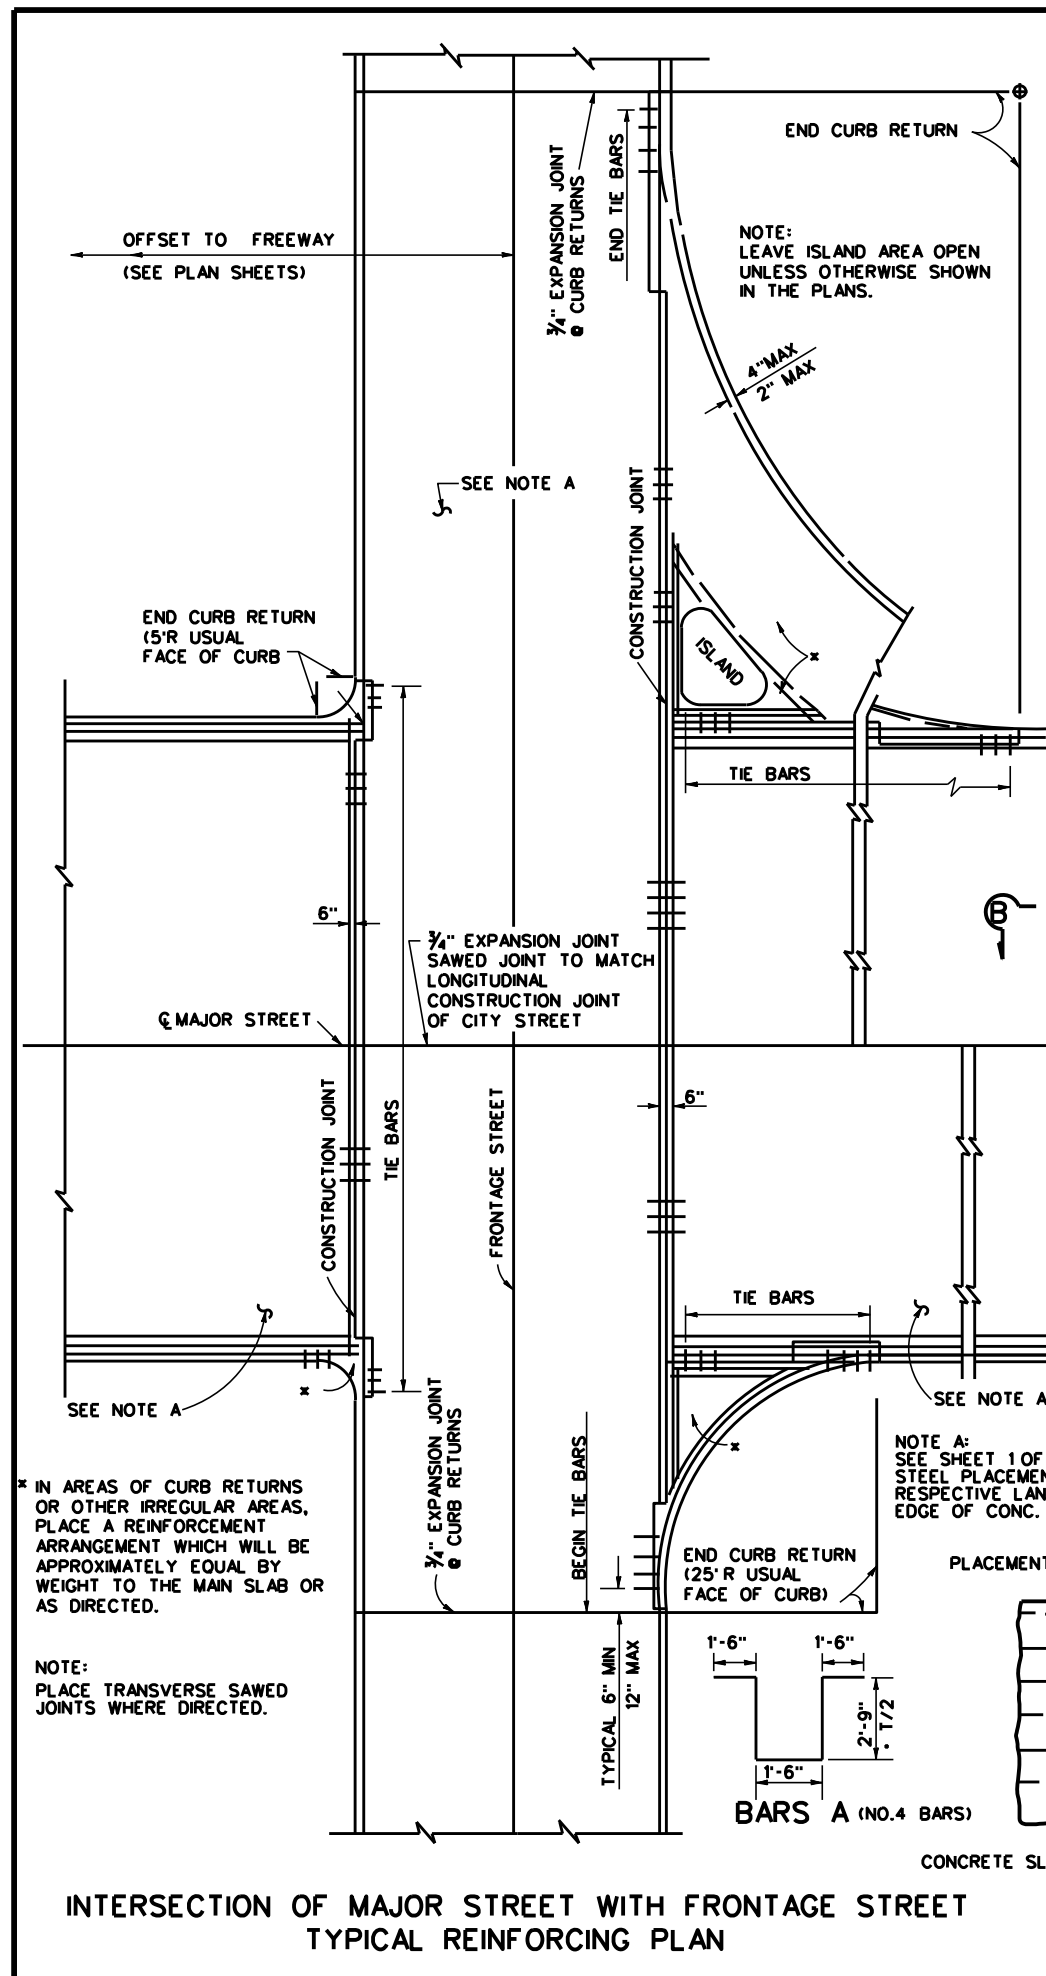 END CURB RETURN
3/4" EXPANSION JOINT
@ CURB RETURNS
END TIE BARS
OFFSET TO FREEWAY
(SEE PLAN SHEETS)
NOTE:
LEAVE ISLAND AREA OPEN
UNLESS OTHERWISE SHOWN
IN THE PLANS.
4"MAX
2" MAX
SEE NOTE A
CONSTRUCTION JOINT
END CURB RETURN
(5'R USUAL
FACE OF CURB
ISLAND
*
TIE BARS
6"
B
3/4" EXPANSION JOINT
SAWED JOINT TO MATCH
LONGITUDINAL
CONSTRUCTION JOINT
OF CITY STREET
℄ MAJOR STREET
CONSTRUCTION JOINT
TIE BARS
FRONTAGE STREET
6"
TIE BARS
*
SEE NOTE A
SEE NOTE A
3/4" EXPANSION JOINT
@ CURB RETURNS
BEGIN TIE BARS
*
NOTE A:
SEE SHEET 1 OF
STEEL PLACEMEN
RESPECTIVE LAN
EDGE OF CONC.
* IN AREAS OF CURB RETURNS
OR OTHER IRREGULAR AREAS,
PLACE A REINFORCEMENT
ARRANGEMENT WHICH WILL BE
APPROXIMATELY EQUAL BY
WEIGHT TO THE MAIN SLAB OR
AS DIRECTED.
END CURB RETURN
(25' R USUAL
FACE OF CURB)
PLACEMENT
NOTE:
PLACE TRANSVERSE SAWED
JOINTS WHERE DIRECTED.
TYPICAL 6" MIN
12" MAX
1'-6" 1'-6"
2'-9"
• T/2
1'-6"
BARS A (NO.4 BARS)
CONCRETE SL
INTERSECTION OF MAJOR STREET WITH FRONTAGE STREET
TYPICAL REINFORCING PLAN